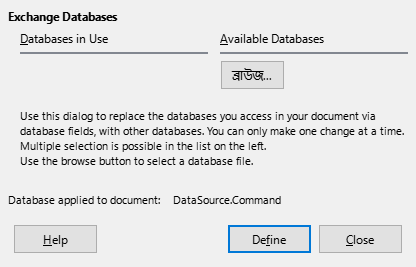 Exchange Databases
Databases in Use
Available Databases
ব্রাউজ...
Use this dialog to replace the databases you access in your document via
database fields, with other databases. You can only make one change at a time.
Multiple selection is possible in the list on the left.
Use the browse button to select a database file.
Database applied to document: DataSource.Command
Help
Define
Close